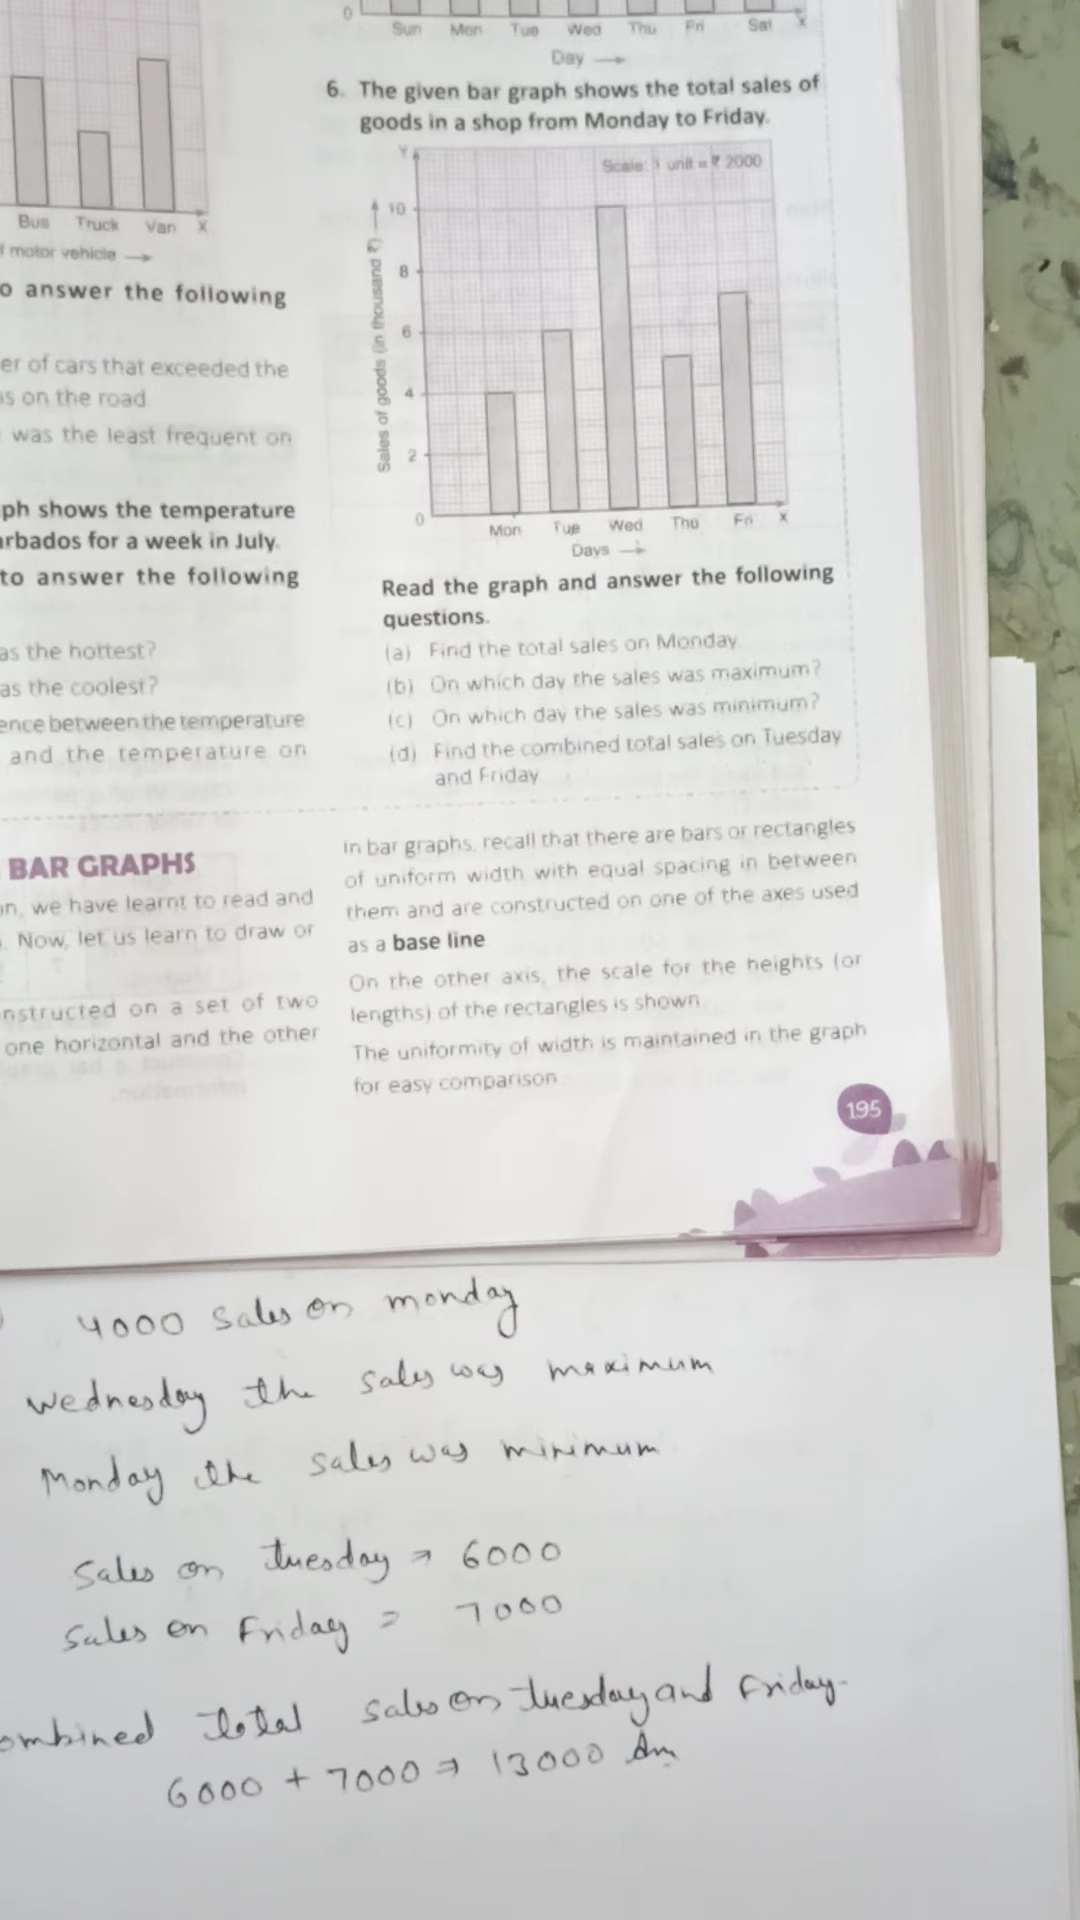 Bus Truck Van X
motor vehicle
o answer the following
er of cars that exceeded the
s on the road.
was the least frequent on
ph shows the temperature
arbados for a week in July.
to answer the following
as the hottest?
as the coolest?
ence between the temperature
and the temperature on
BAR GRAPHS
on, we have learnt to read and
. Now, let us learn to draw or
nstructed on a set of two
one horizontal and the other
0
Sun Mon Tue Wed Thu Fri Sat X
Day
6. The given bar graph shows the total sales of
goods in a shop from Monday to Friday.
Y
Scale: 1 unit = ₹ 2000
Sales of goods (in thousand ₹)
10
8
6
4
2
0
Mon Tue Wed Thu Fri X
Days
Read the graph and answer the following
questions.
(a) Find the total sales on Monday.
(b) On which day the sales was maximum?
(c) On which day the sales was minimum?
(d) Find the combined total sales on Tuesday
and Friday
In bar graphs, recall that there are bars or rectangles
of uniform width with equal spacing in between
them and are constructed on one of the axes used
as a base line
On the other axis, the scale for the heights (or
lengths) of the rectangles is shown.
The uniformity of width is maintained in the graph
for easy comparison
195
4000 sales on monday
Wednesday the sales was maximum
Monday the sales was minimum
Sales on tuesday = 6000
Sales on Friday = 7000
ombined total sales on tuesday and Friday-
6000 + 7000 = 13000 Am